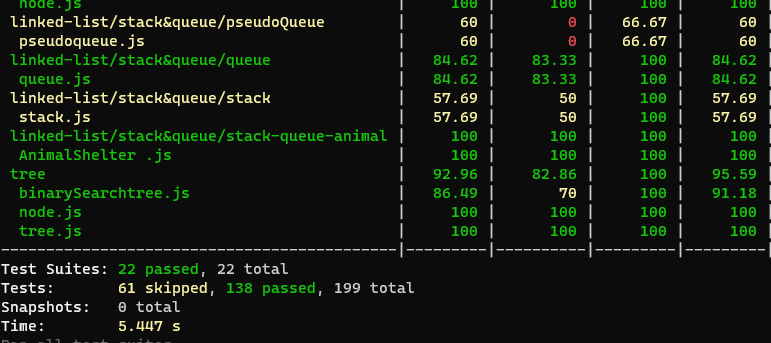 node.js | 100 | 100 | 100 | 100 |
linked-list/stack&queue/pseudoQueue | 60 | 0 | 66.67 | 60 |
pseudoqueue.js | 60 | 0 | 66.67 | 60 |
linked-list/stack&queue/queue | 84.62 | 83.33 | 100 | 84.62 |
queue.js | 84.62 | 83.33 | 100 | 84.62 |
linked-list/stack&queue/stack | 57.69 | 50 | 100 | 57.69 |
stack.js | 57.69 | 50 | 100 | 57.69 |
linked-list/stack&queue/stack-queue-animal | 100 | 100 | 100 | 100 |
AnimalShelter .js | 100 | 100 | 100 | 100 |
tree | 92.96 | 82.86 | 100 | 95.59 |
binarySearchtree.js | 86.49 | 70 | 100 | 91.18 |
node.js | 100 | 100 | 100 | 100 |
tree.js | 100 | 100 | 100 | 100 |
--------------------------------------------|---------|----------|---------|---------|
Test Suites: 22 passed, 22 total
Tests: 61 skipped, 138 passed, 199 total
Snapshots: 0 total
Time: 5.447 s
Ran all test suites